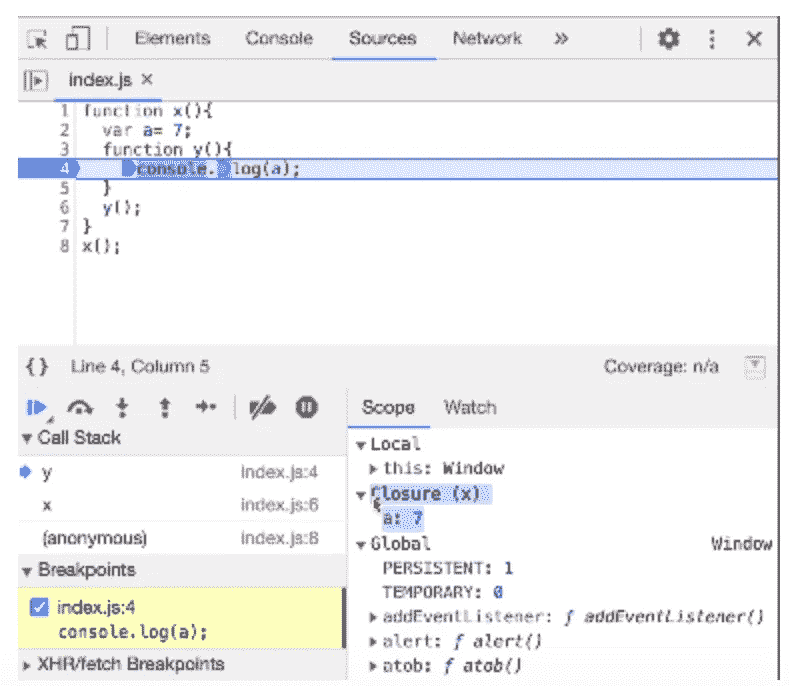 Elements Console Sources Network »
index.js ×
1 function x(){
2 var a= 7;
3 function y(){
4 console.log(a);
5 }
6 y();
7 }
8 x();
{} Line 4, Column 5 Coverage: n/a
Call Stack
y index.js:4
x index.js:6
(anonymous) index.js:8
Breakpoints
index.js:4
console.log(a);
XHR/fetch Breakpoints
Scope Watch
Local
this: Window
Closure (x)
a: 7
Global Window
PERSISTENT: 1
TEMPORARY: 0
addEventListener: ƒ addEventListener()
alert: ƒ alert()
atob: ƒ atob()